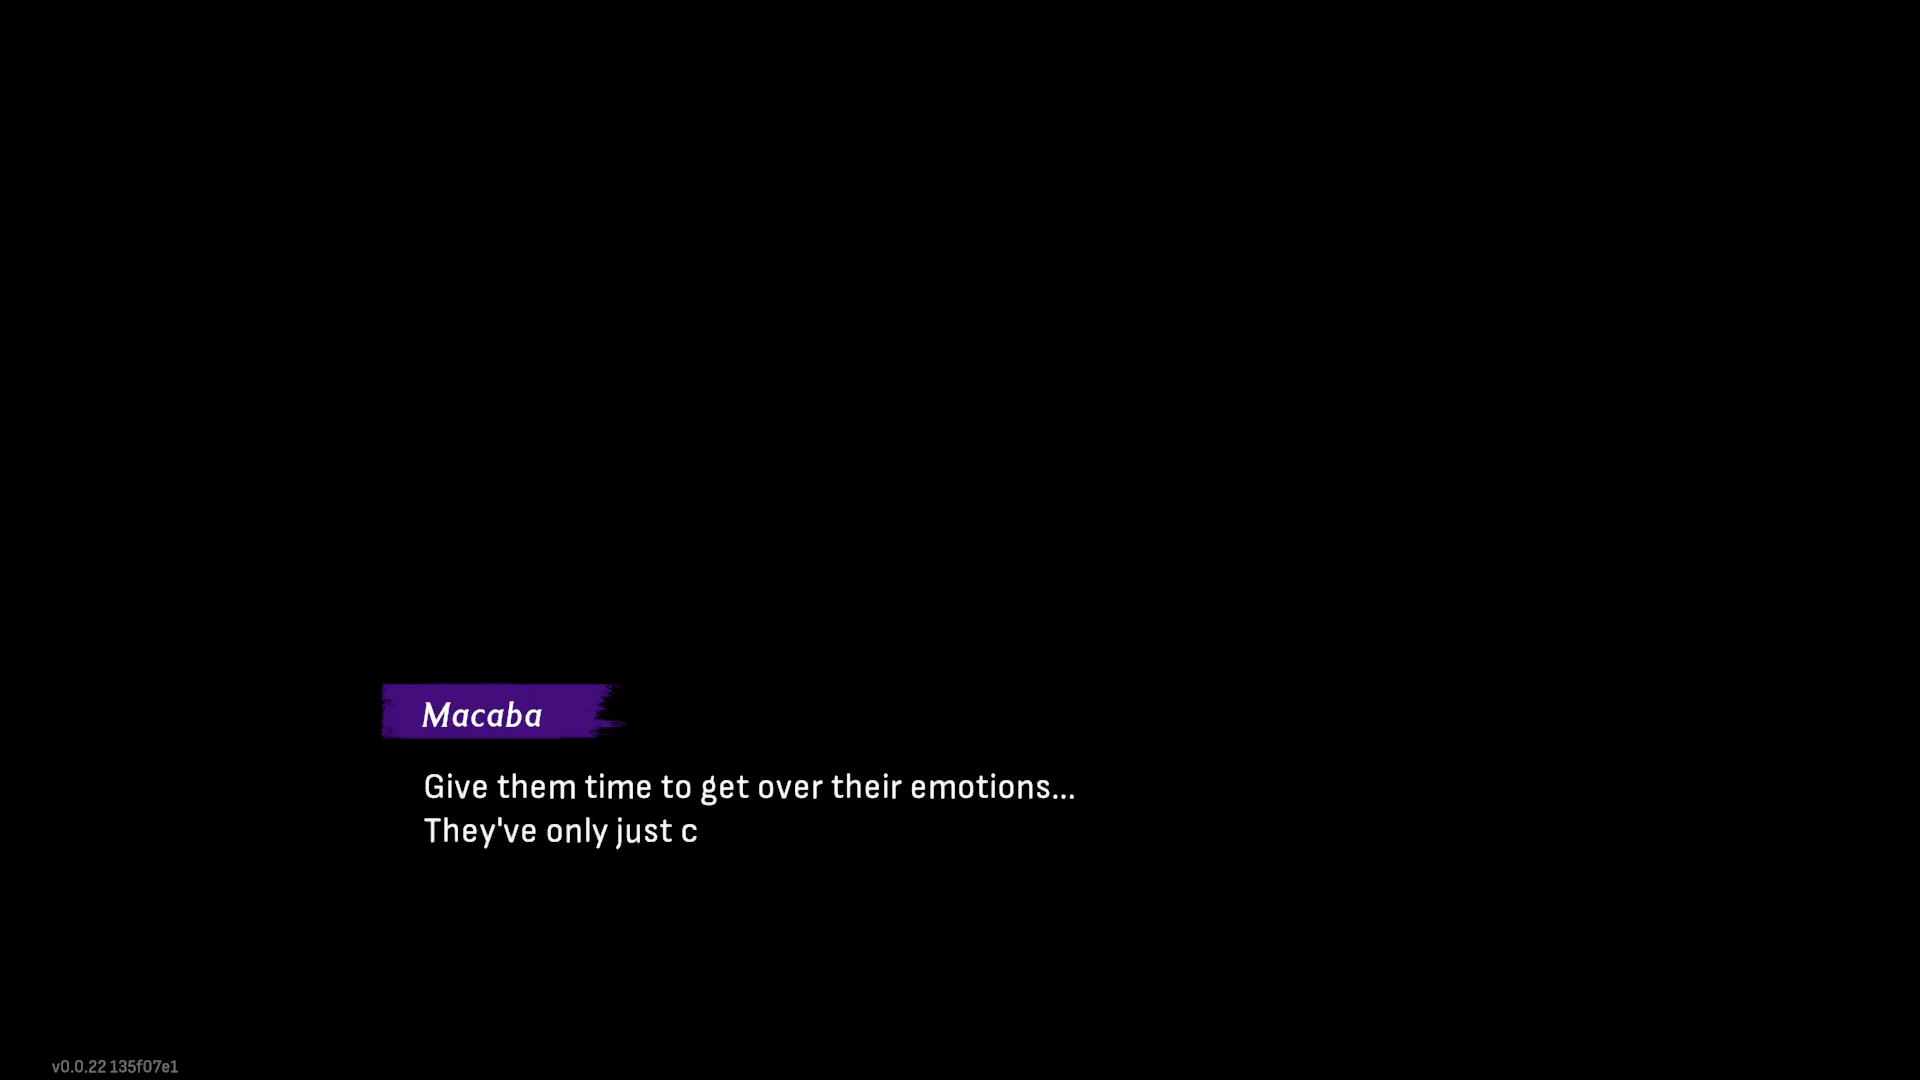 Macaba
Give them time to get over their emotions...
They've only just c
v0.0.22 135f07e1